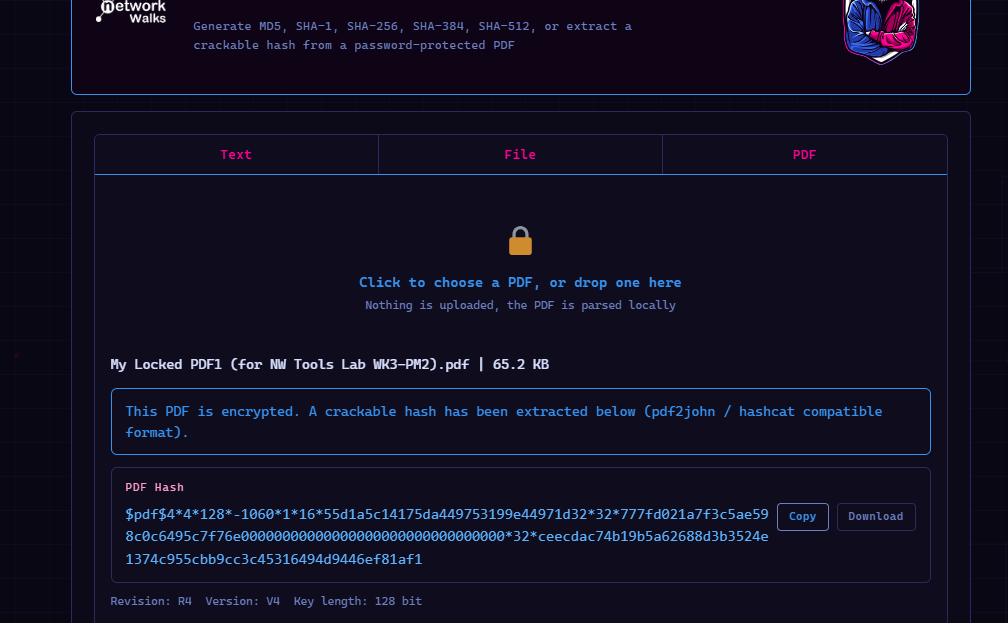 network
Walks
Generate MD5, SHA-1, SHA-256, SHA-384, SHA-512, or extract a
crackable hash from a password-protected PDF
Text
File
PDF
Click to choose a PDF, or drop one here
Nothing is uploaded, the PDF is parsed locally
My Locked PDF1 (for NW Tools Lab WK3-PM2).pdf | 65.2 KB
This PDF is encrypted. A crackable hash has been extracted below (pdf2john / hashcat compatible
format).
PDF Hash
$pdf$4*4*128*-1060*1*16*55d1a5c14175da449753199e44971d32*32*777fd021a7f3c5ae59
8c0c6495c7f76e00000000000000000000000000000000*32*ceecdac74b19b5a62688d3b3524e
1374c955cbb9cc3c45316494d9446ef81af1
Copy
Download
Revision: R4 Version: V4 Key length: 128 bit